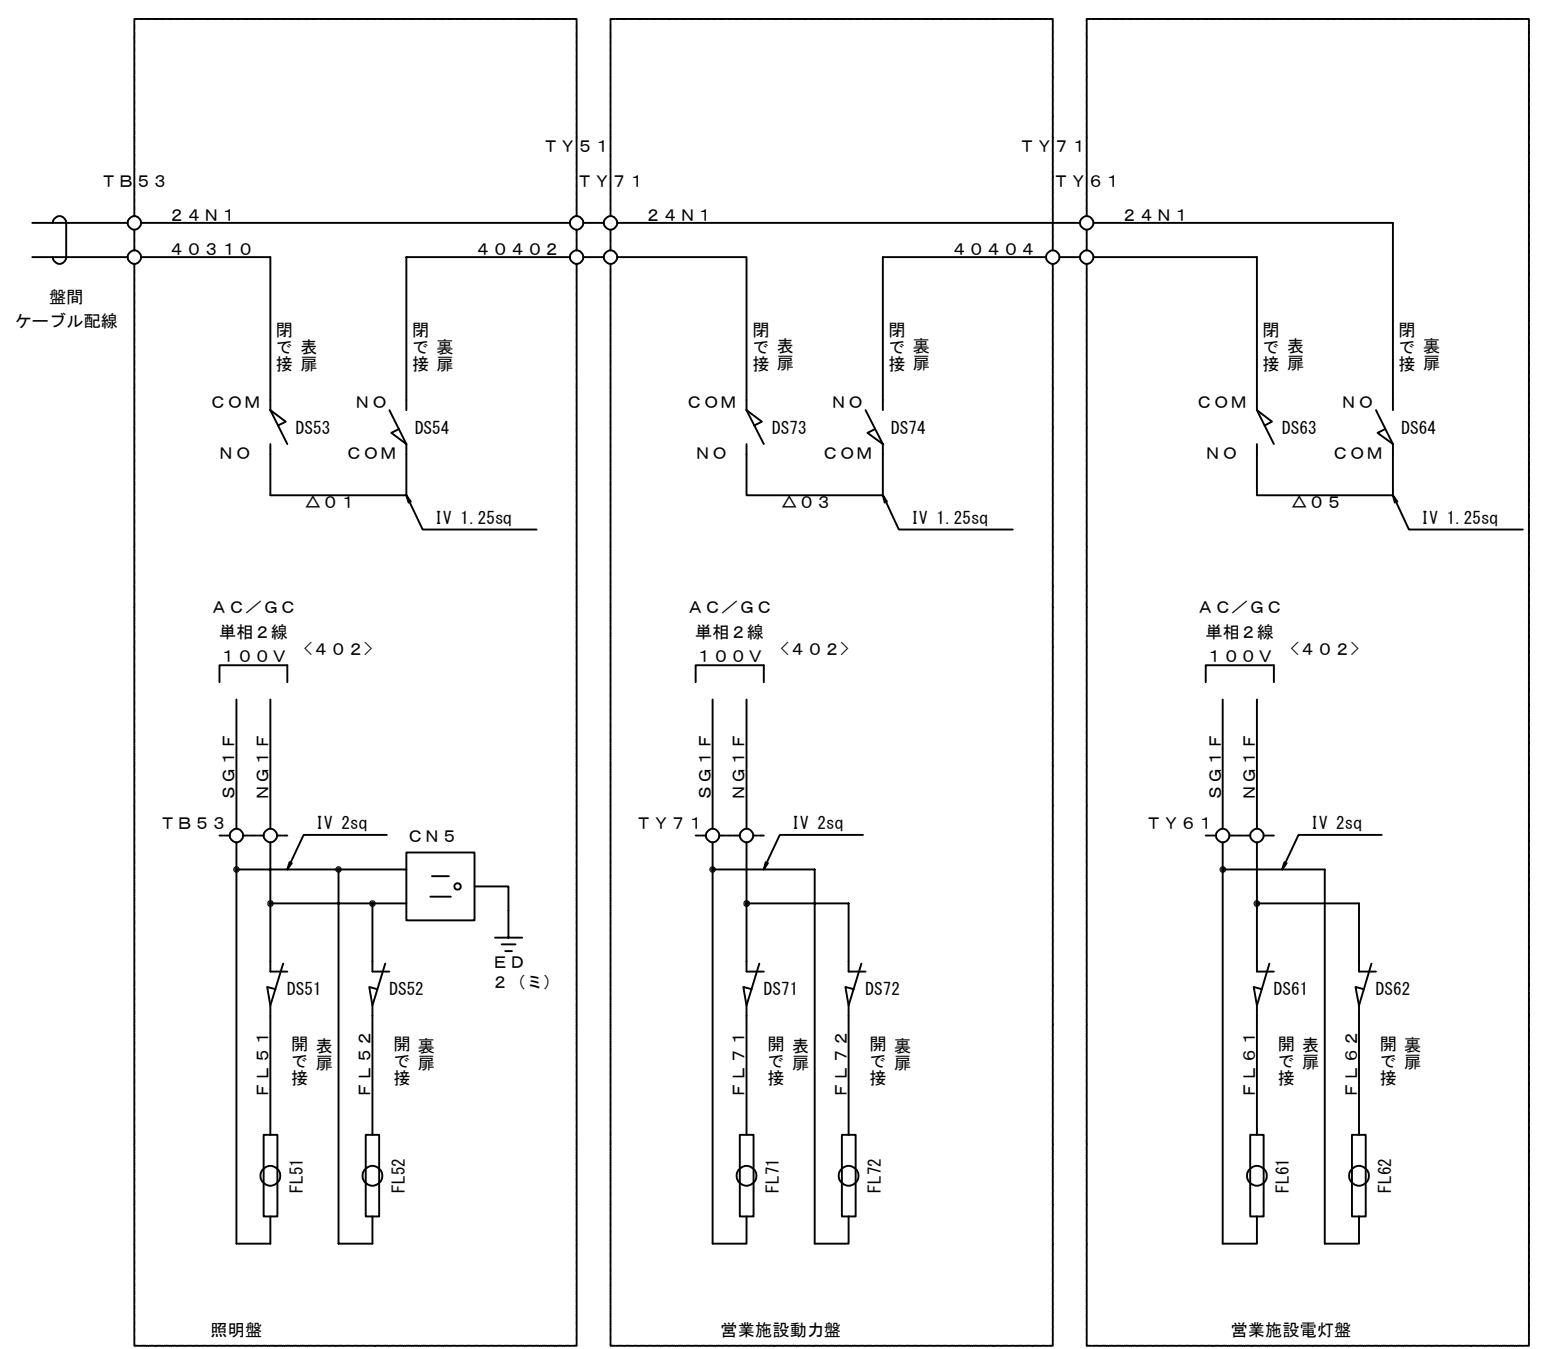 ＴＹ５１
ＴＹ７１
ＴＢ５３
ＴＹ７１
ＴＹ６１
２４Ｎ１
２４Ｎ１
２４Ｎ１
４０３１０
４０４０２
４０４０４
盤間
ケーブル配線
閉で接
表扉
閉で接
裏扉
閉で接
表扉
閉で接
裏扉
閉で接
表扉
閉で接
裏扉
ＣＯＭ
ＮＯ
ＣＯＭ
ＮＯ
ＣＯＭ
ＮＯ
DS53
DS54
DS73
DS74
DS63
DS64
ＮＯ
ＣＯＭ
ＮＯ
ＣＯＭ
ＮＯ
ＣＯＭ
△０１
△０３
△０５
IV 1.25sq
IV 1.25sq
IV 1.25sq
ＡＣ／ＧＣ
単相２線
１００Ｖ
〈４０２〉
ＡＣ／ＧＣ
単相２線
１００Ｖ
〈４０２〉
ＡＣ／ＧＣ
単相２線
１００Ｖ
〈４０２〉
ＳＧ１Ｆ
ＮＧ１Ｆ
ＳＧ１Ｆ
ＮＧ１Ｆ
ＳＧ１Ｆ
ＮＧ１Ｆ
ＴＢ５３
IV 2sq
ＣＮ５
ＴＹ７１
IV 2sq
ＴＹ６１
IV 2sq
ＥＤ
２（ミ）
DS51
DS52
DS71
DS72
DS61
DS62
ＦＬ５１
開で接
表扉
ＦＬ５２
開で接
裏扉
ＦＬ７１
開で接
表扉
ＦＬ７２
開で接
裏扉
ＦＬ６１
開で接
表扉
ＦＬ６２
開で接
裏扉
FL51
FL52
FL71
FL72
FL61
FL62
照明盤
営業施設動力盤
営業施設電灯盤